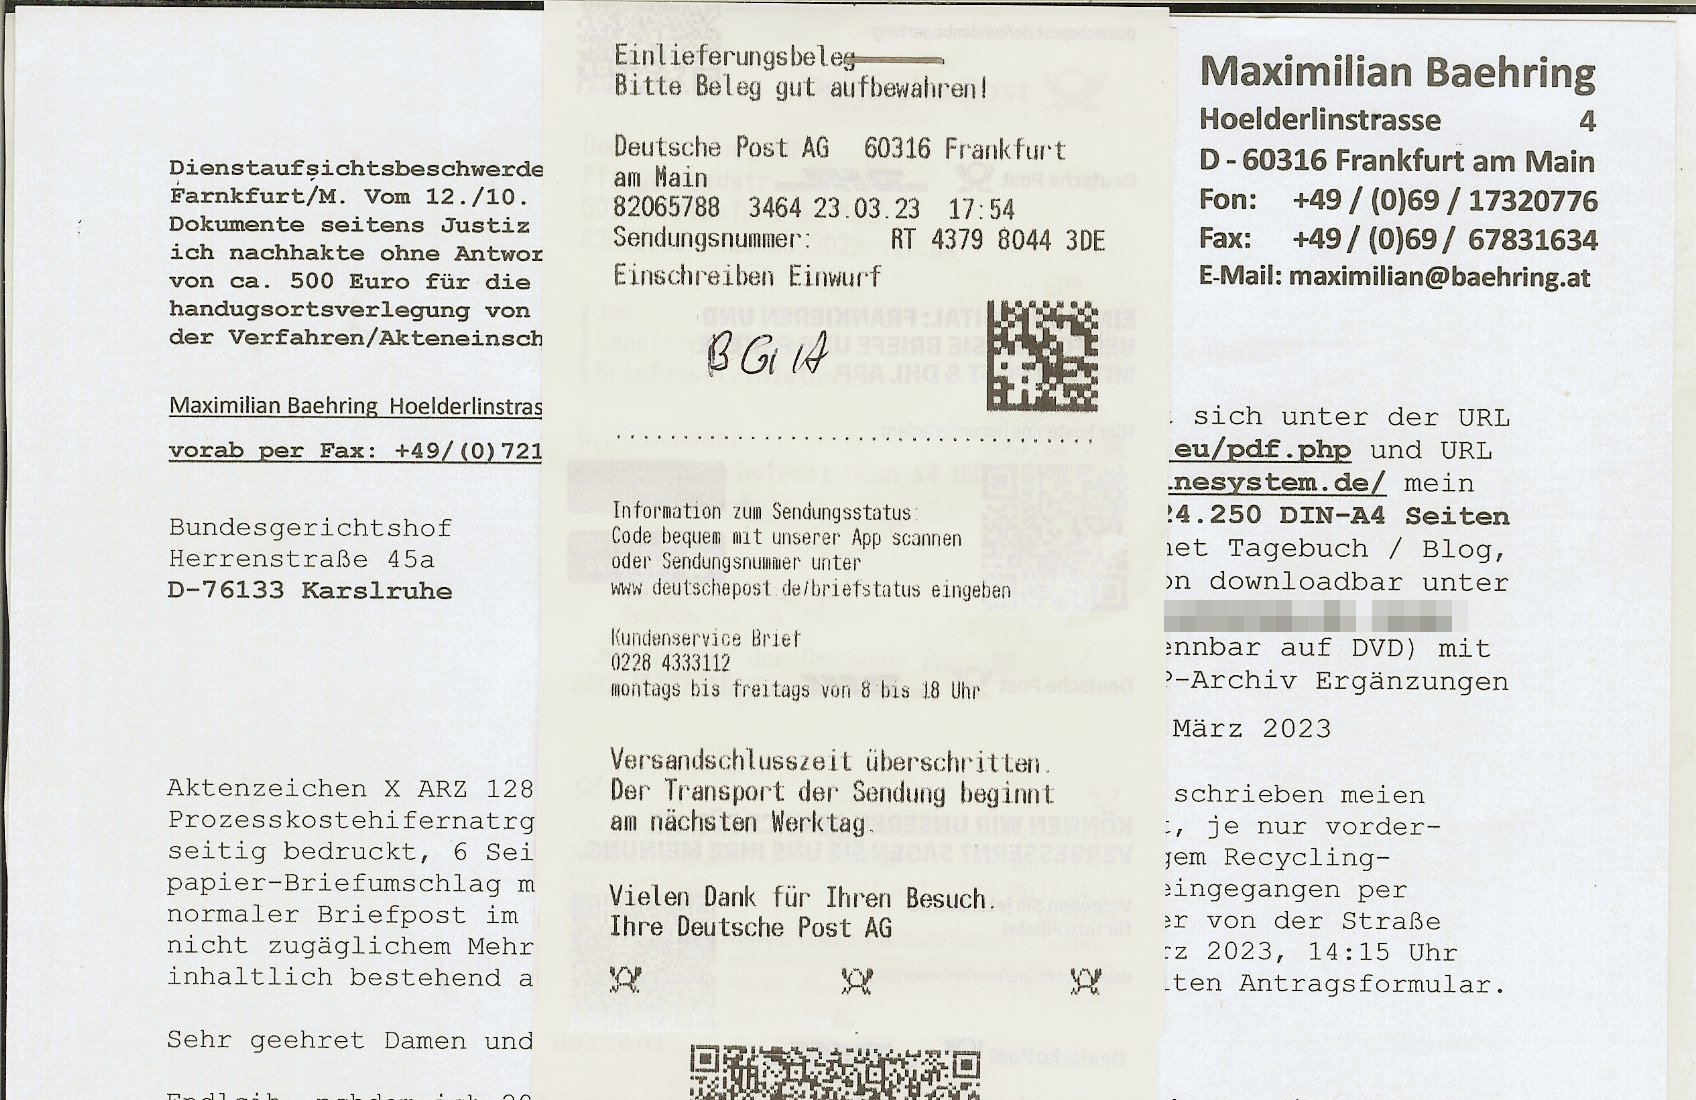 Dienstaufsichtsbeschwerde
Farnkfurt/M. Vom 12./10.
Dokumente seitens Justiz
ich nachhakte ohne Antwor
von ca. 500 Euro für die
handugsortsverlegung von
der Verfahren/Akteneinsch
Maximilian Baehring Hoelderlinstras
vorab per Fax: +49/(0)721
Bundesgerichtshof
Herrenstraße 45a
D-76133 Karslruhe
Aktenzeichen X ARZ 128
Prozesskostehifernatrg
seitig bedruckt, 6 Sei
papier-Briefumschlag m
normaler Briefpost im
nicht zugäglichem Mehr
inhaltlich bestehend a
Sehr geehret Damen und
Einlieferungsbeleg
Bitte Beleg gut aufbewahren!
Deutsche Post AG 60316 Frankfurt
am Main
82065788 3464 23.03.23 17:54
Sendungsnummer: RT 4379 8044 3DE
Einschreiben Einwurf
BGH
Information zum Sendungsstatus:
Code bequem mit unserer App scannen
oder Sendungsnummer unter
www.deutschepost.de/briefstatus eingeben
Kundenservice Brief
0228 4333112
montags bis freitags von 8 bis 18 Uhr
Versandschlusszeit überschritten.
Der Transport der Sendung beginnt
am nächsten Werktag.
Vielen Dank für Ihren Besuch.
Ihre Deutsche Post AG
Maximilian Baehring
Hoelderlinstrasse 4
D - 60316 Frankfurt am Main
Fon: +49 / (0)69 / 17320776
Fax: +49 / (0)69 / 67831634
E-Mail: maximilian@baehring.at
sich unter der URL
eu/pdf.php und URL
inesystem.de/ mein
24.250 DIN-A4 Seiten
net Tagebuch / Blog,
on downloadbar unter
ennbar auf DVD) mit
P-Archiv Ergänzungen
März 2023
schrieben meien
, je nur vorder-
gem Recycling-
eingegangen per
er von der Straße
rz 2023, 14:15 Uhr
iten Antragsformular.